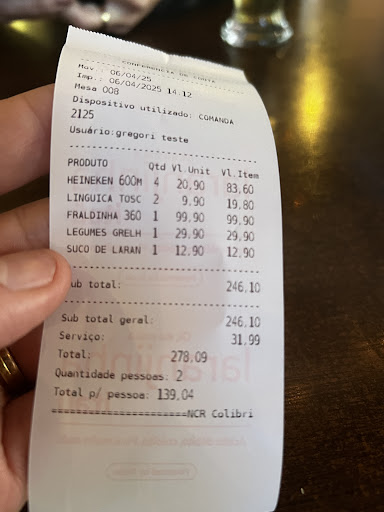 CONFERENCIA DE CONTA
Mov.: 06/04/25
Imp.: 06/04/2025 14:12
Mesa 008
Dispositivo utilizado: COMANDA
2125
Usuário:gregori teste
PRODUTO Qtd Vl.Unit Vl.Item
HEINEKEN 600M 4 20,90 83,60
LINGUICA TOSC 2 9,90 19,80
FRALDINHA 360 1 99,90 99,90
LEGUMES GRELH 1 29,90 29,90
SUCO DE LARAN 1 12,90 12,90
ub total: 246,10
Sub total geral: 246,10
Serviço: 31,99
Total: 278,09
Quantidade pessoas: 2
Total p/ pessoa: 139,04
=====================NCR Colibri